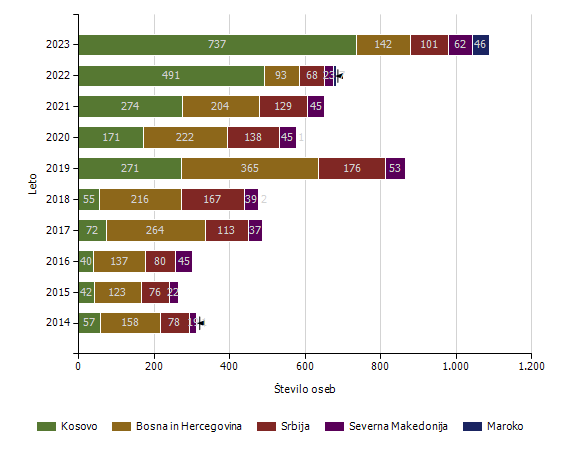 2023 737 142 101 62 46
2022 491 93 68 23
2021 274 204 129 45
2020 171 222 138 45 1
2019 271 365 176 53
2018 55 216 167 39 2
2017 72 264 113 37
2016 40 137 80 45
2015 42 123 76 22
2014 57 158 78 19
Leto
0 200 400 600 800 1.000 1.200
Število oseb
Kosovo Bosna in Hercegovina Srbija Severna Makedonija Maroko